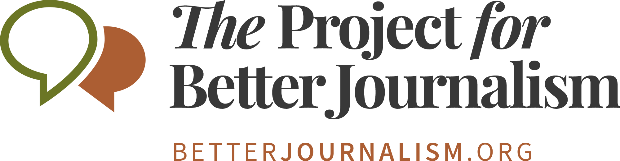 The Project for
Better Journalism
BETTERJOURNALISM.ORG